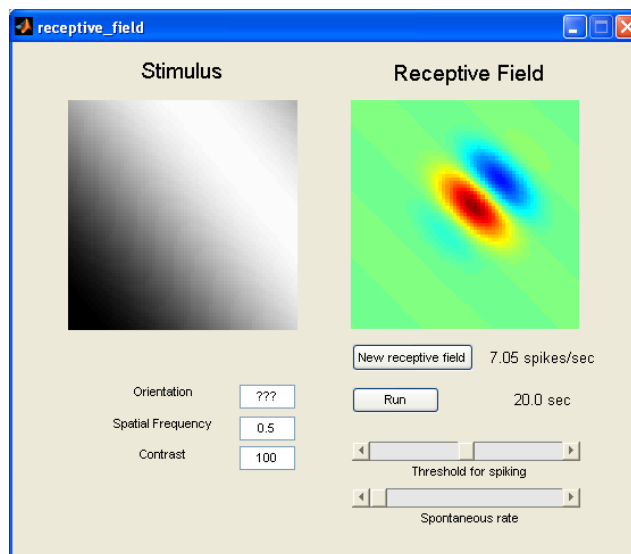 receptive_field
Stimulus
Receptive Field
New receptive field 7.05 spikes/sec
Orientation ???
Run 20.0 sec
Spatial Frequency 0.5
Contrast 100
Threshold for spiking
Spontaneous rate